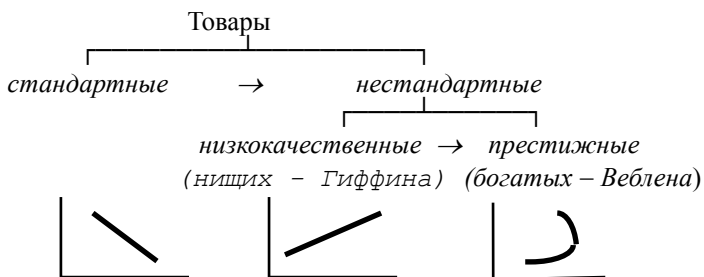 Товары
стандартные → нестандартные
низкокачественные → престижные
(нищих – Гиффина) (богатых – Веблена)